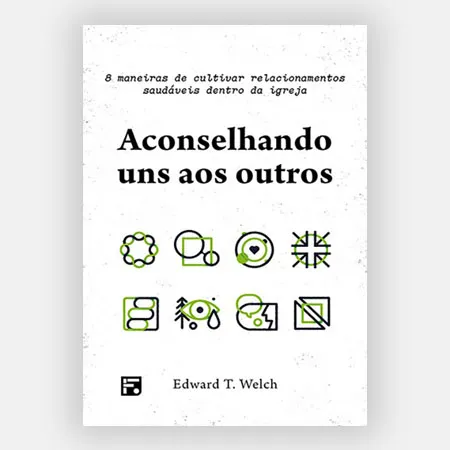 8 maneiras de cultivar relacionamentos
saudáveis dentro da igreja
Aconselhando
uns aos outros
Edward T. Welch